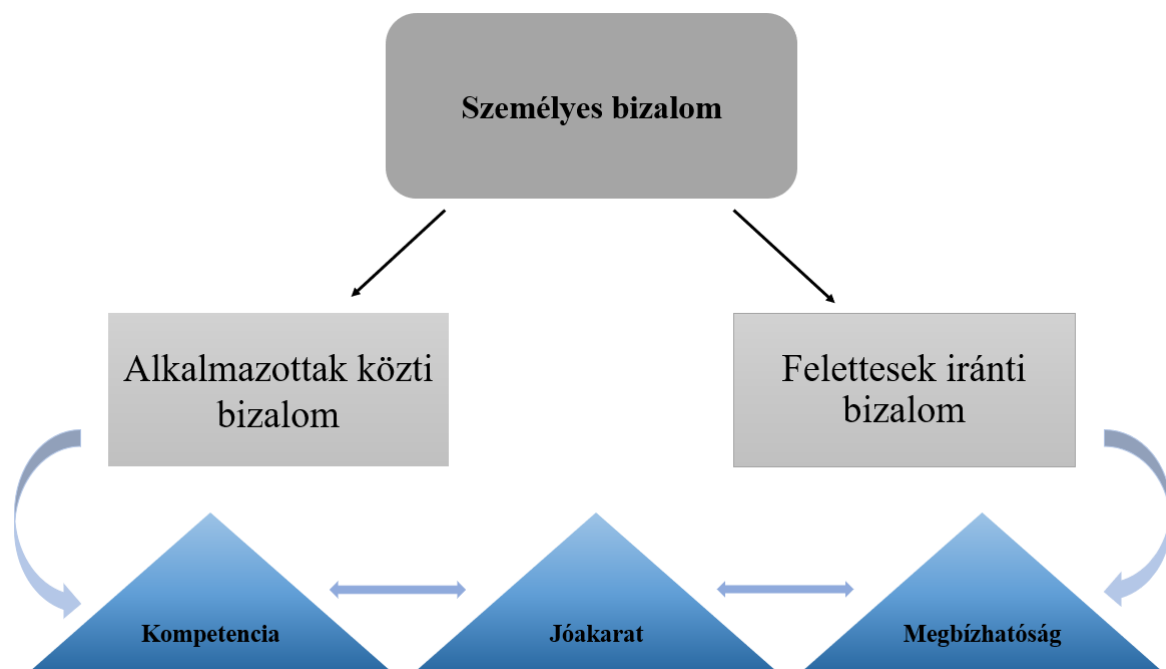 Személyes bizalom
Alkalmazottak közti
bizalom
Felettesek iránti
bizalom
Kompetencia
Jóakarat
Megbízhatóság